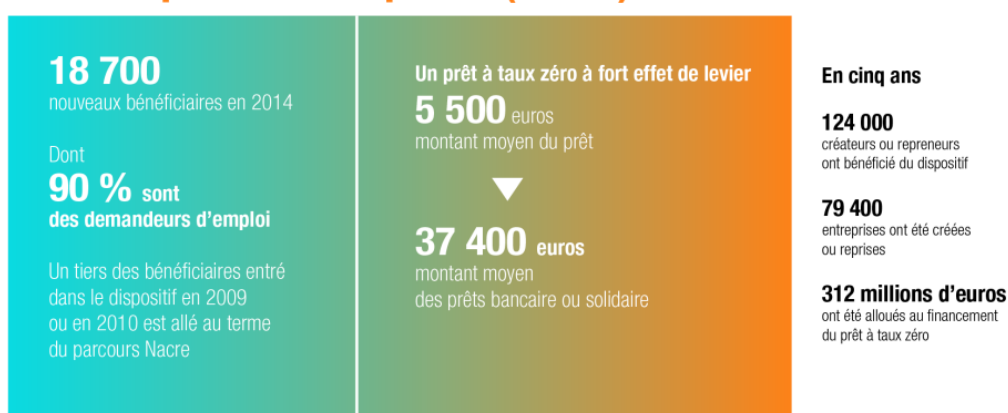 18 700
nouveaux bénéficiaires en 2014
Dont
90 % sont
des demandeurs d'emploi
Un tiers des bénéficiaires entré
dans le dispositif en 2009
ou en 2010 est allé au terme
du parcours Nacre
Un prêt à taux zéro à fort effet de levier
5 500 euros
montant moyen du prêt
37 400 euros
montant moyen
des prêts bancaire ou solidaire
En cinq ans
124 000
créateurs ou repreneurs
ont bénéficié du dispositif
79 400
entreprises ont été créées
ou reprises
312 millions d'euros
ont été alloués au financement
du prêt à taux zéro